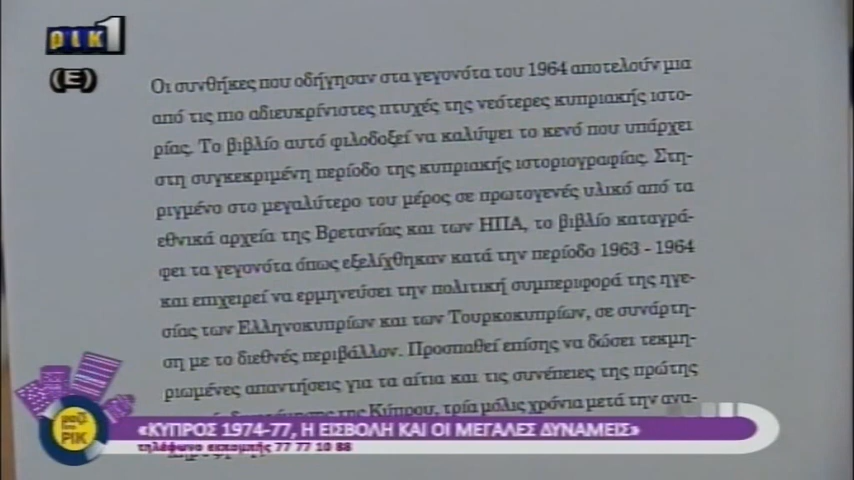 ΡΙΚ 1
(Ε)
Οι συνθήκες που οδήγησαν στα γεγονότα του 1964 αποτελούν μια
από τις πιο αδιευκρίνιστες πτυχές της νεότερες κυπριακής ιστο-
ρίας. Το βιβλίο αυτό φιλοδοξεί να καλύψει το κενό που υπάρχει
στη συγκεκριμένη περίοδο της κυπριακής ιστοριογραφίας. Στη-
ριγμένο στο μεγαλύτερο του μέρος σε πρωτογενές υλικό από τα
εθνικά αρχεία της Βρετανίας και των ΗΠΑ, το βιβλίο καταγρά-
φει τα γεγονότα όπως εξελίχθηκαν κατά την περίοδο 1963 - 1964
και επιχειρεί να ερμηνεύσει την πολιτική συμπεριφορά της ηγε-
σίας των Ελληνοκυπρίων και των Τουρκοκυπρίων, σε συνάρτη-
ση με το διεθνές περιβάλλον. Προσπαθεί επίσης να δώσει τεκμη-
ριωμένες απαντήσεις για τα αίτια και τις συνέπειες της πρώτης
της Κύπρου, τρία μόλις χρόνια μετά την ανα-
μαζί
στο
ΡΙΚ
«ΚΥΠΡΟΣ 1974-77, Η ΕΙΣΒΟΛΗ ΚΑΙ ΟΙ ΜΕΓΑΛΕΣ ΔΥΝΑΜΕΙΣ»
τηλέφωνο εκπομπής 77 77 10 88